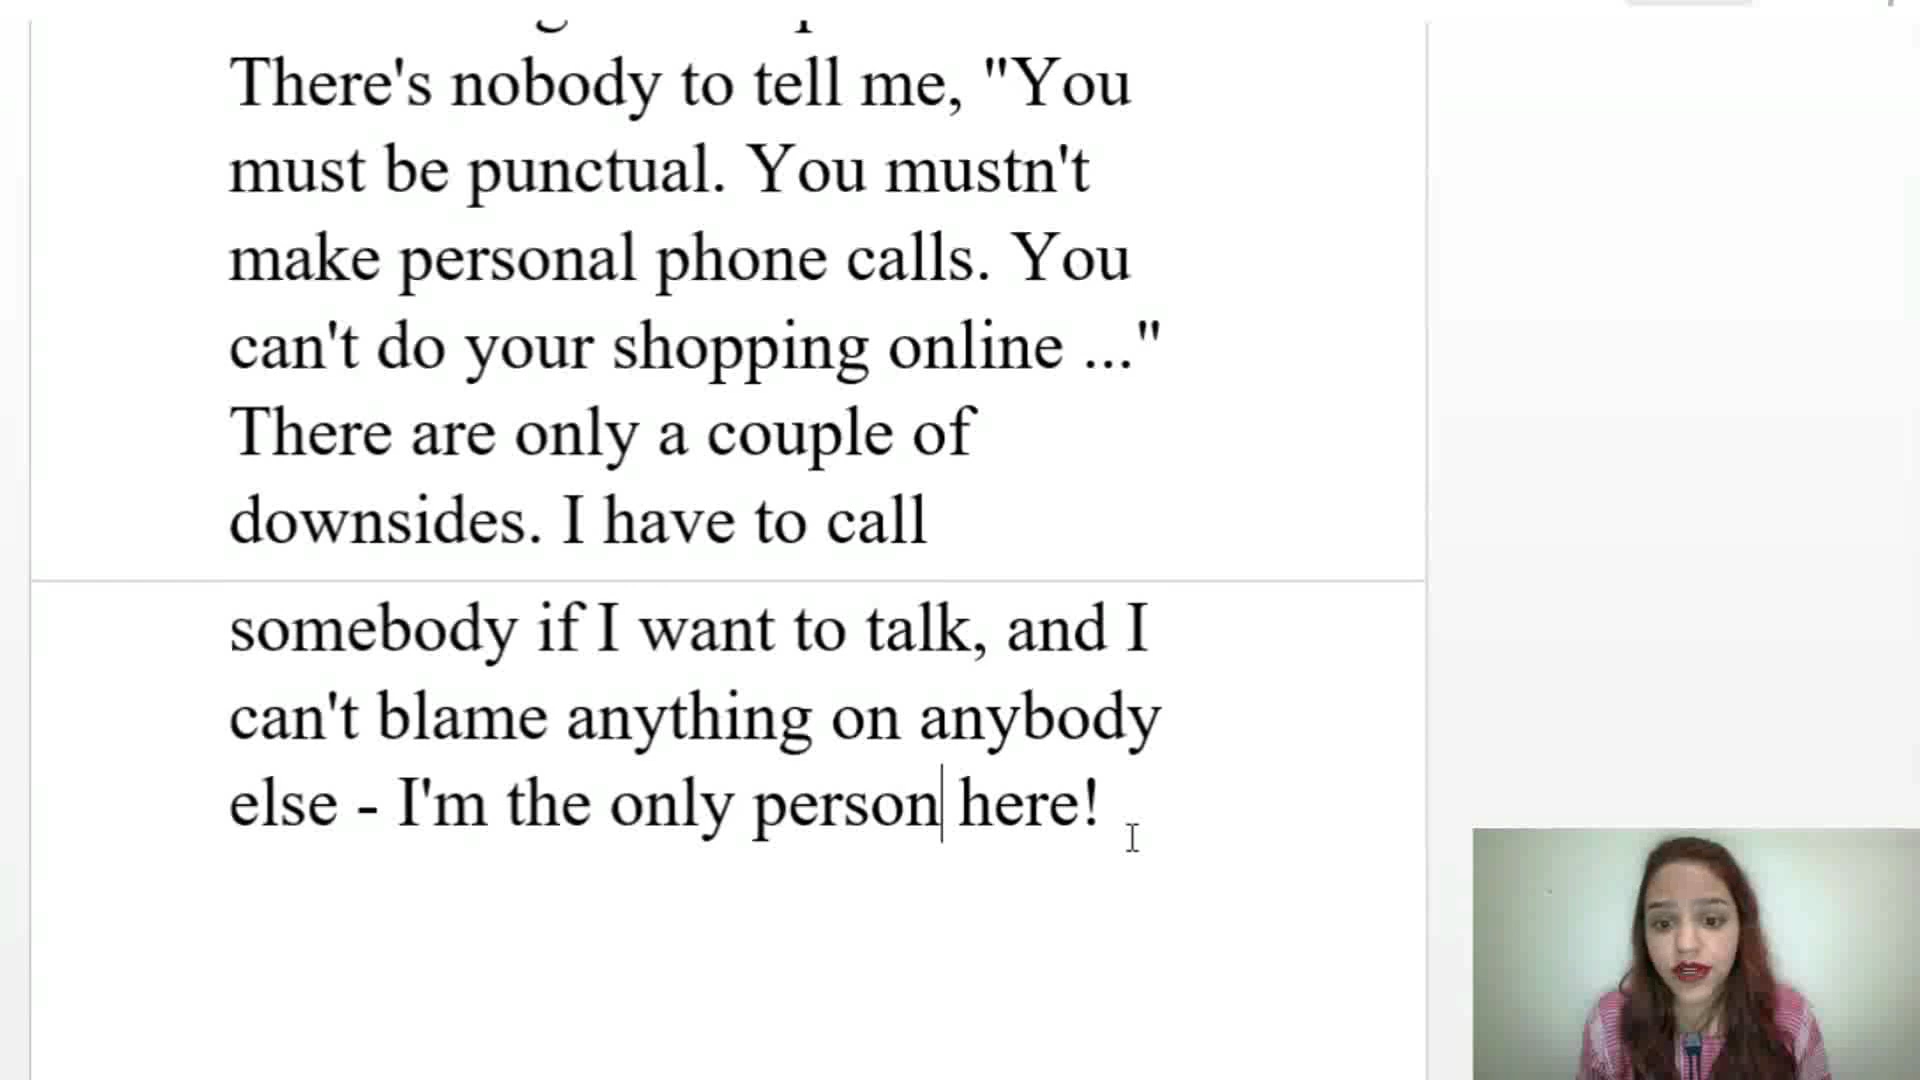 There's nobody to tell me, "You
must be punctual. You mustn't
make personal phone calls. You
can't do your shopping online ..."
There are only a couple of
downsides. I have to call
somebody if I want to talk, and I
can't blame anything on anybody
else - I'm the only person here!